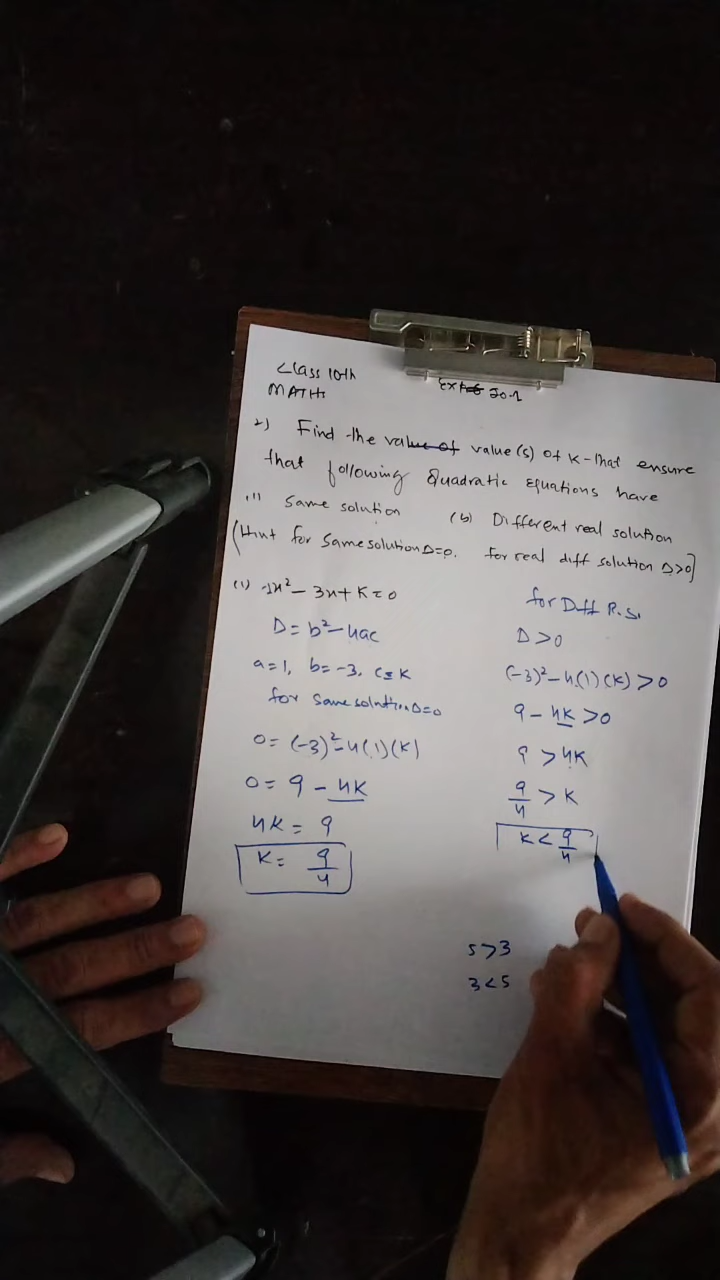 Class 10th
MATH
Ex 10.1
2) Find the value of value(s) of K-that ensure
that following Quadratic Equations have
Same solution (b) Different real solution
(Hint for Same solution D=0. for real diff solution D>0]
(1) x² - 3x + K = 0
D = b² - 4ac
a = 1, b = -3, c = K
for same solution D=0
0 = (-3)² - 4(1)(K)
0 = 9 - 4K
4K = 9
K = 9/4
for Diff R.S.
D > 0
(-3)² - 4(1)(K) > 0
9 - 4K > 0
9 > 4K
9/4 > K
K < 9/4
5 > 3
3 < 5